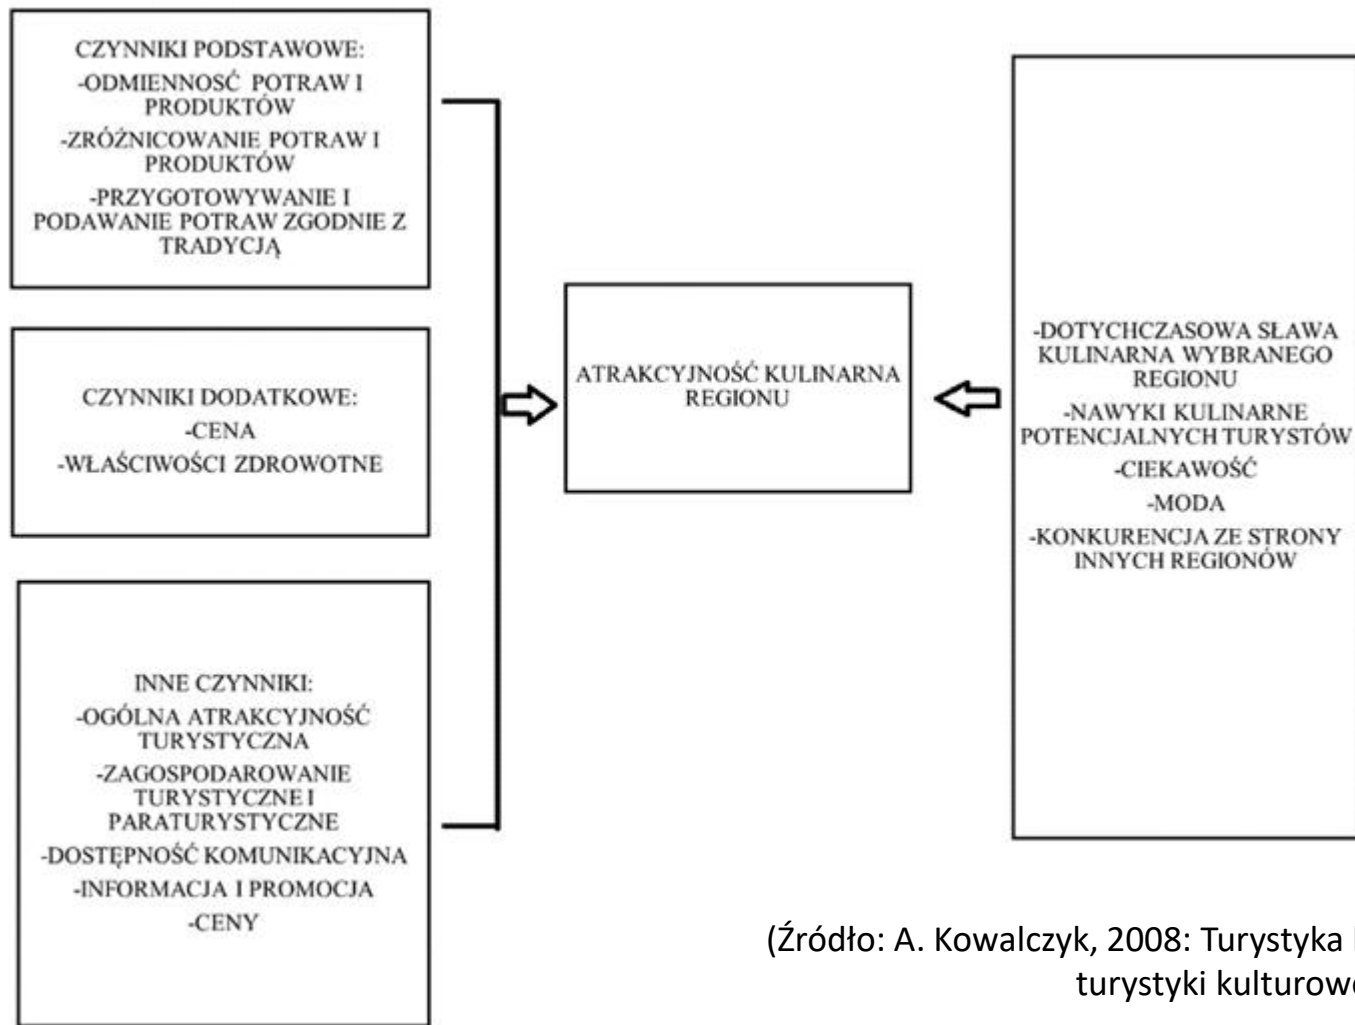 CZYNNIKI PODSTAWOWE:
-ODMIENNOSĆ POTRAW I
PRODUKTÓW
-ZRÓŻNICOWANIE POTRAW I
PRODUKTÓW
-PRZYGOTOWYWANIE I
PODAWANIE POTRAW ZGODNIE Z
TRADYCJĄ
CZYNNIKI DODATKOWE:
-CENA
-WŁAŚCIWOŚCI ZDROWOTNE
INNE CZYNNIKI:
-OGÓLNA ATRAKCYJNOŚĆ
TURYSTYCZNA
-ZAGOSPODAROWANIE
TURYSTYCZNE I
PARATURYSTYCZNE
-DOSTĘPNOŚĆ KOMUNIKACYJNA
-INFORMACJA I PROMOCJA
-CENY
ATRAKCYJNOŚĆ KULINARNA
REGIONU
-DOTYCHCZASOWA SŁAWA
KULINARNA WYBRANEGO
REGIONU
-NAWYKI KULINARNE
POTENCJALNYCH TURYSTÓW
-CIEKAWOŚĆ
-MODA
-KONKURENCJA ZE STRONY
INNYCH REGIONÓW
(Źródło: A. Kowalczyk, 2008: Turystyka
turystyki